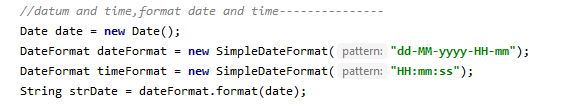 //datum and time,format date and time---------------
Date date = new Date();
DateFormat dateFormat = new SimpleDateFormat( pattern: "dd-MM-yyyy-HH-mm");
DateFormat timeFormat = new SimpleDateFormat( pattern: "HH:mm:ss");
String strDate = dateFormat.format(date);